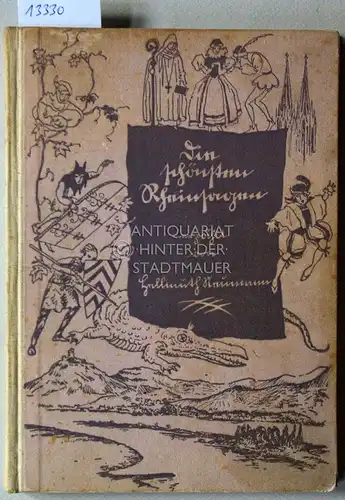 13330
Die
schönsten
Rheinsagen
ANTIQUARIAT
HINTER DER
STADTMAUER
Hellmuth Neumann